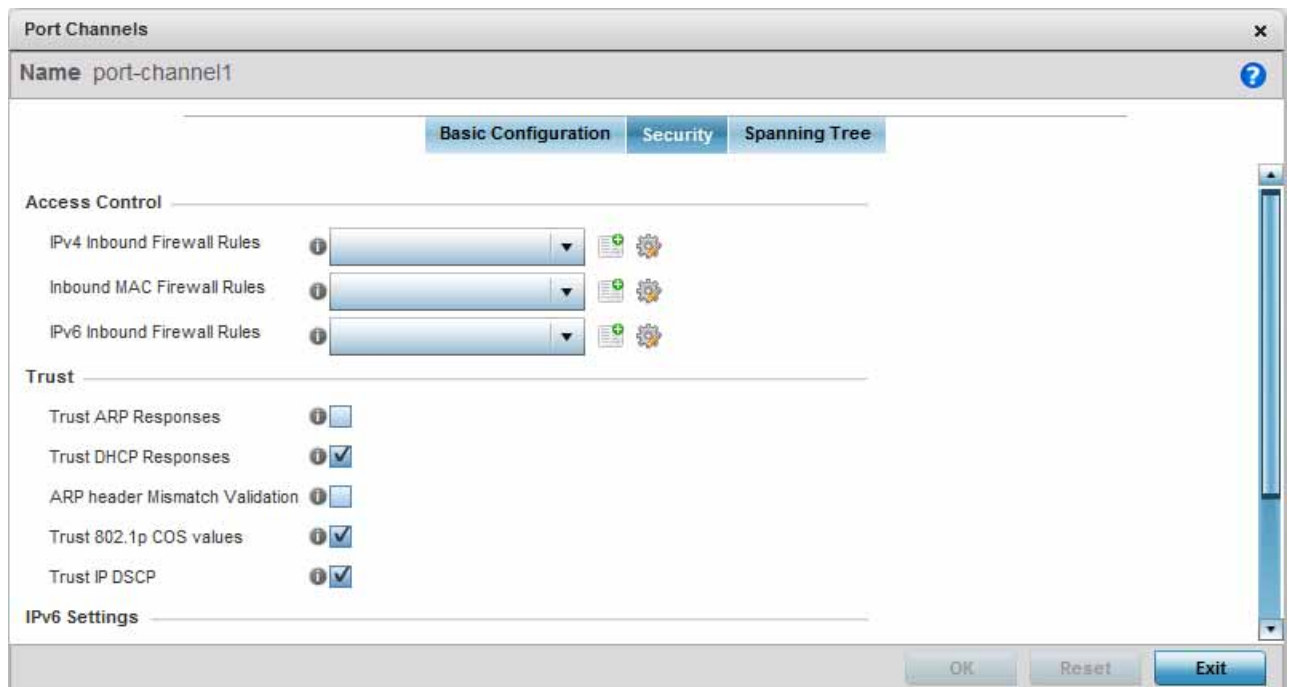 Port Channels
Name port-channel1
Basic Configuration Security Spanning Tree
Access Control
IPv4 Inbound Firewall Rules
Inbound MAC Firewall Rules
IPv6 Inbound Firewall Rules
Trust
Trust ARP Responses
Trust DHCP Responses
ARP header Mismatch Validation
Trust 802.1p COS values
Trust IP DSCP
IPv6 Settings
OK Reset Exit